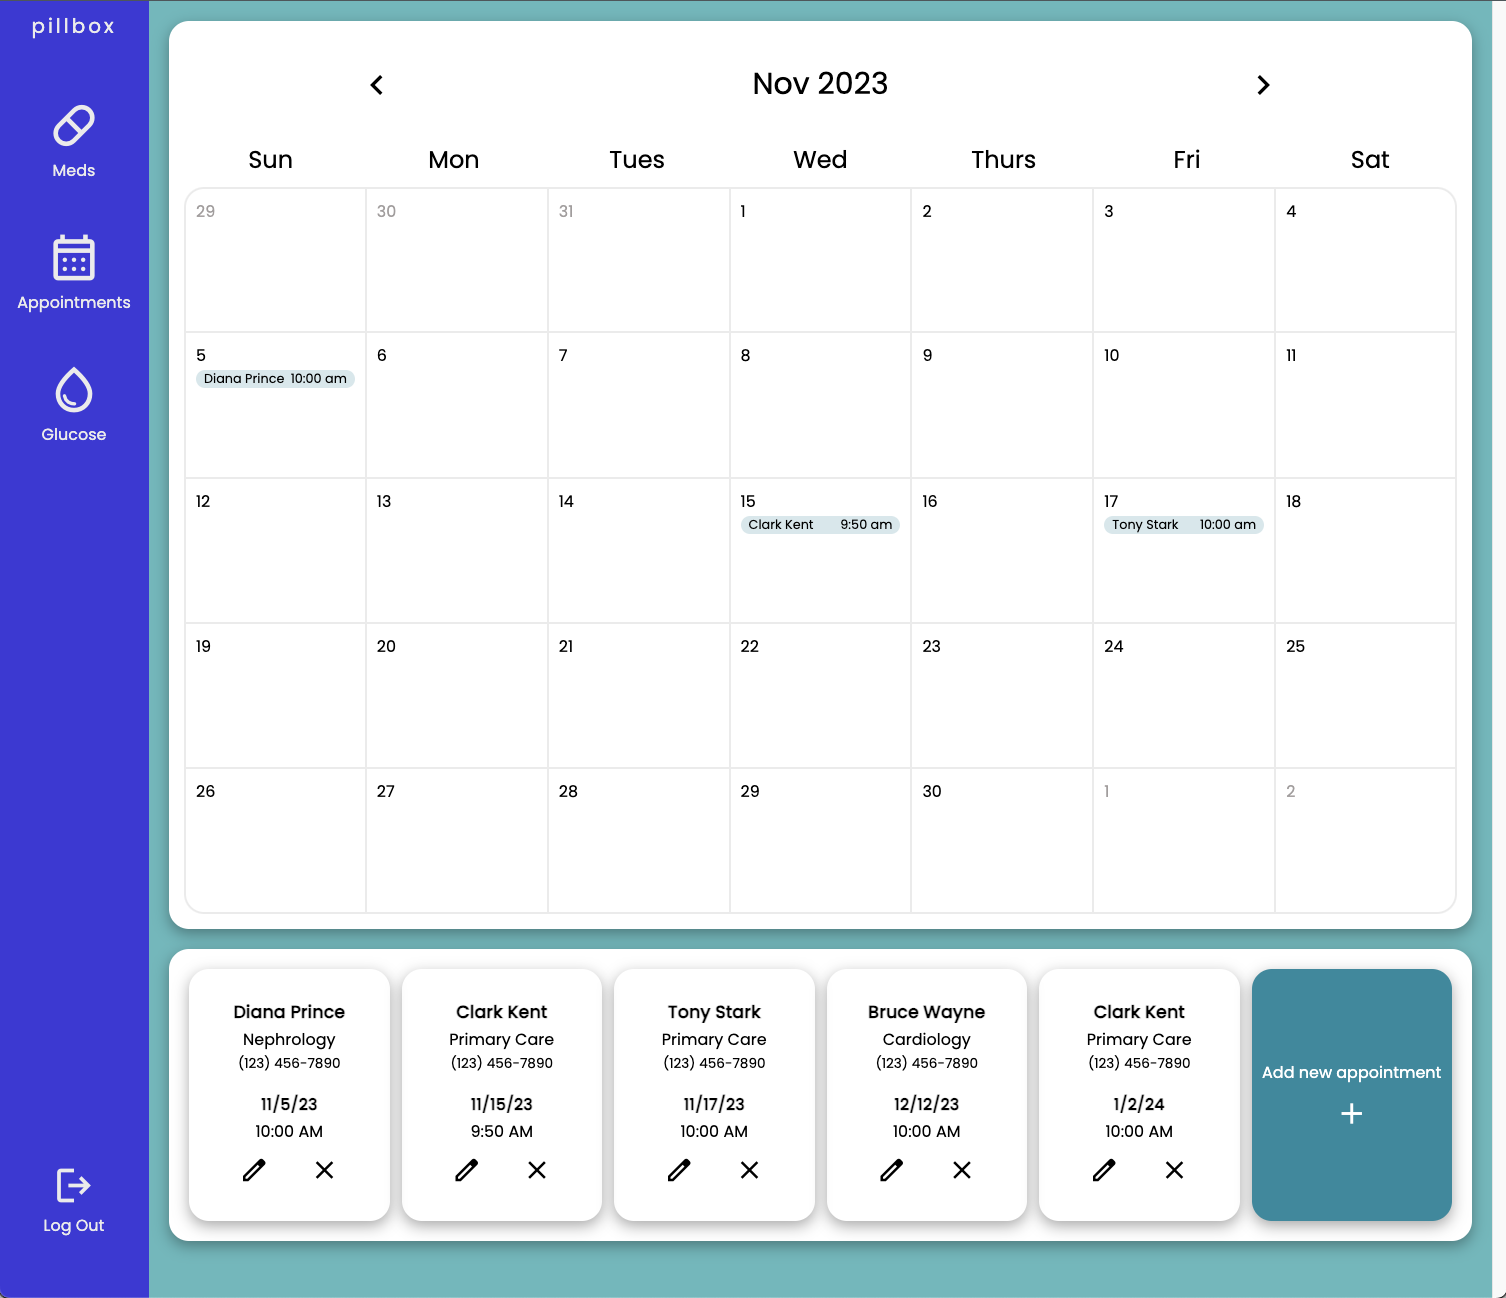 pillbox
Meds
Appointments
Glucose
Log Out
Nov 2023
Sun Mon Tues Wed Thurs Fri Sat
29 30 31 1 2 3 4
5 6 7 8 9 10 11
Diana Prince 10:00 am
12 13 14 15 16 17 18
Clark Kent 9:50 am Tony Stark 10:00 am
19 20 21 22 23 24 25
26 27 28 29 30 1 2
Diana Prince
Nephrology
(123) 456-7890
11/5/23
10:00 AM
Clark Kent
Primary Care
(123) 456-7890
11/15/23
9:50 AM
Tony Stark
Primary Care
(123) 456-7890
11/17/23
10:00 AM
Bruce Wayne
Cardiology
(123) 456-7890
12/12/23
10:00 AM
Clark Kent
Primary Care
(123) 456-7890
1/2/24
10:00 AM
Add new appointment